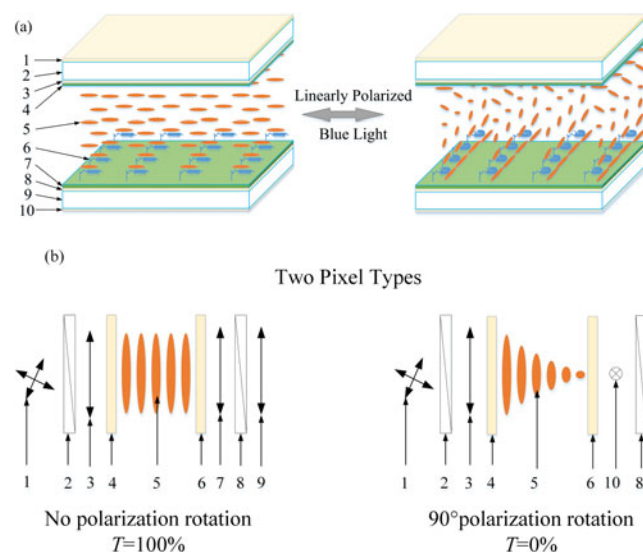 (a)
1
2
3
4
5
6
7
8
9
10
Linearly Polarized
Blue Light
(b)
Two Pixel Types
1 2 3 4 5 6 7 8 9
1 2 3 4 5 6 10 8
No polarization rotation
T=100%
90°polarization rotation
T=0%